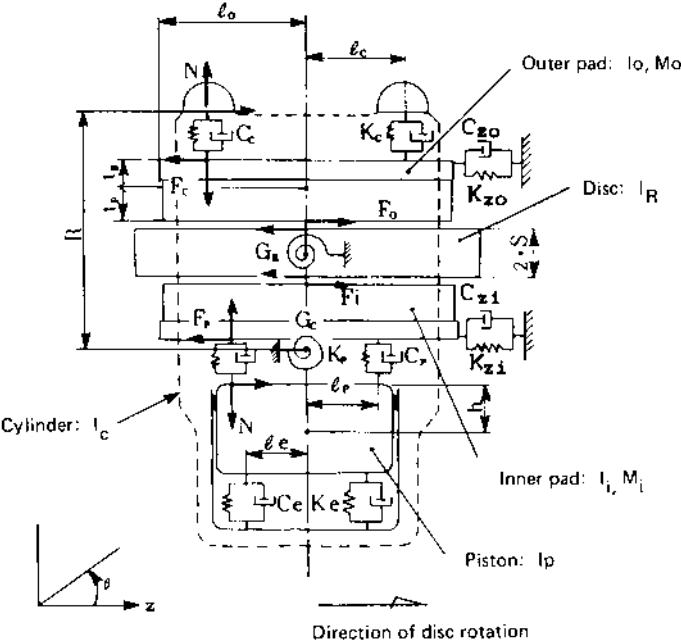 ℓo
ℓc
N
Outer pad: Io, Mo
Cc
Kc
Czo
Kzo
Fc
Disc: IR
R
Fo
GR
2·S
Fi
Czi
FP
Gc
KP
CP
Kzi
ℓP
h
Cylinder: Ic
N
ℓe
Inner pad: Ii, Mi
Ce
Ke
Piston: Ip
θ
z
Direction of disc rotation